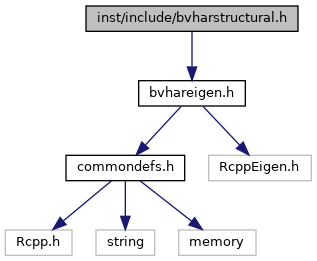 inst/include/bvharstructural.h
bvhareigen.h
commondefs.h
RcppEigen.h
Rcpp.h
string
memory